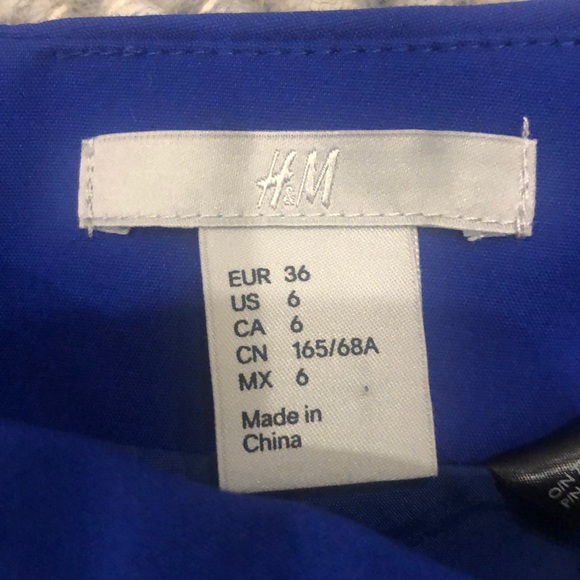 H&M
EUR 36
US 6
CA 6
CN 165/68A
MX 6
Made in
China